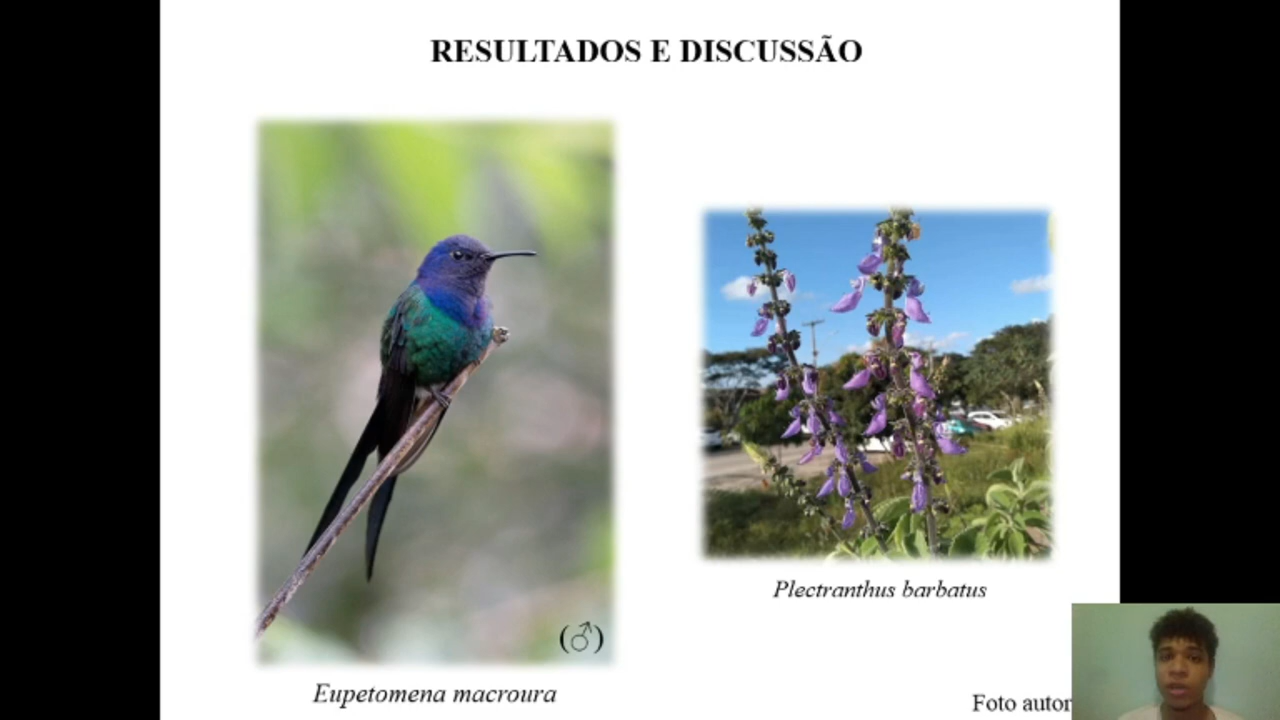 RESULTADOS E DISCUSSÃO
(♂)
Plectranthus barbatus
Eupetomena macroura
Foto autor